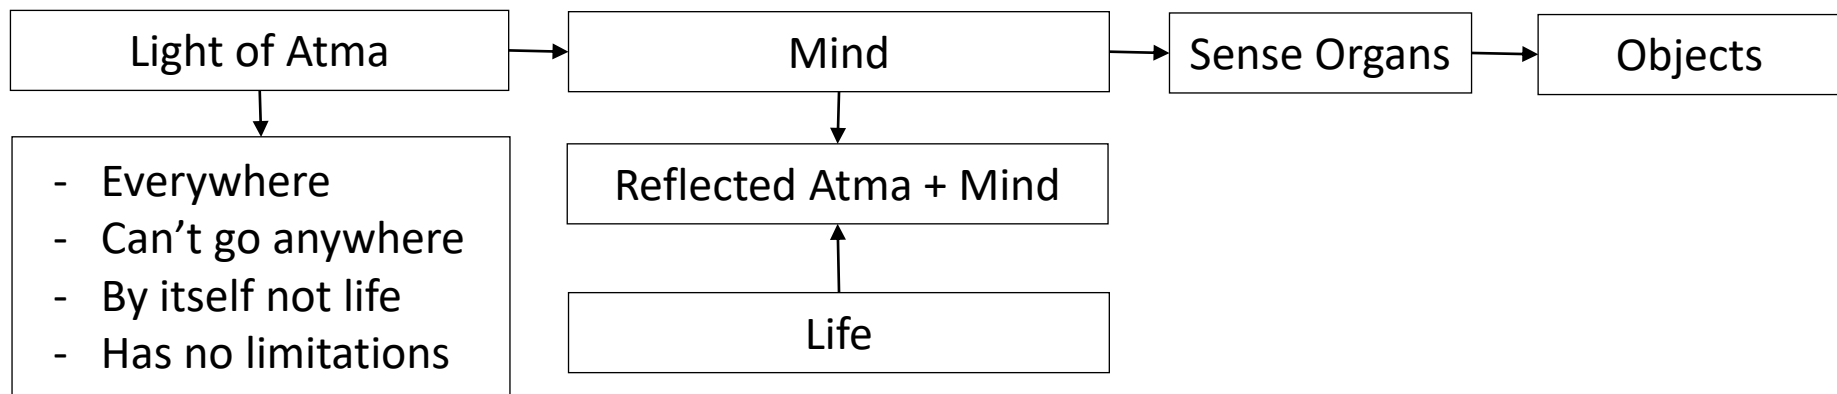 Light of Atma
Mind
Sense Organs
Objects
- Everywhere
- Can’t go anywhere
- By itself not life
- Has no limitations
Reflected Atma + Mind
Life